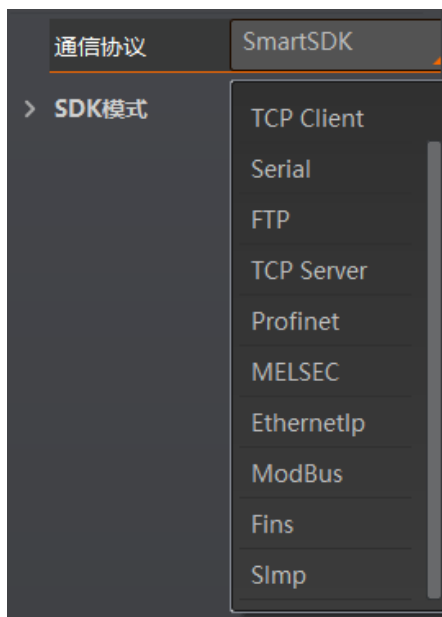 通信协议 SmartSDK
SDK模式
TCP Client
Serial
FTP
TCP Server
Profinet
MELSEC
EthernetIp
ModBus
Fins
Slmp